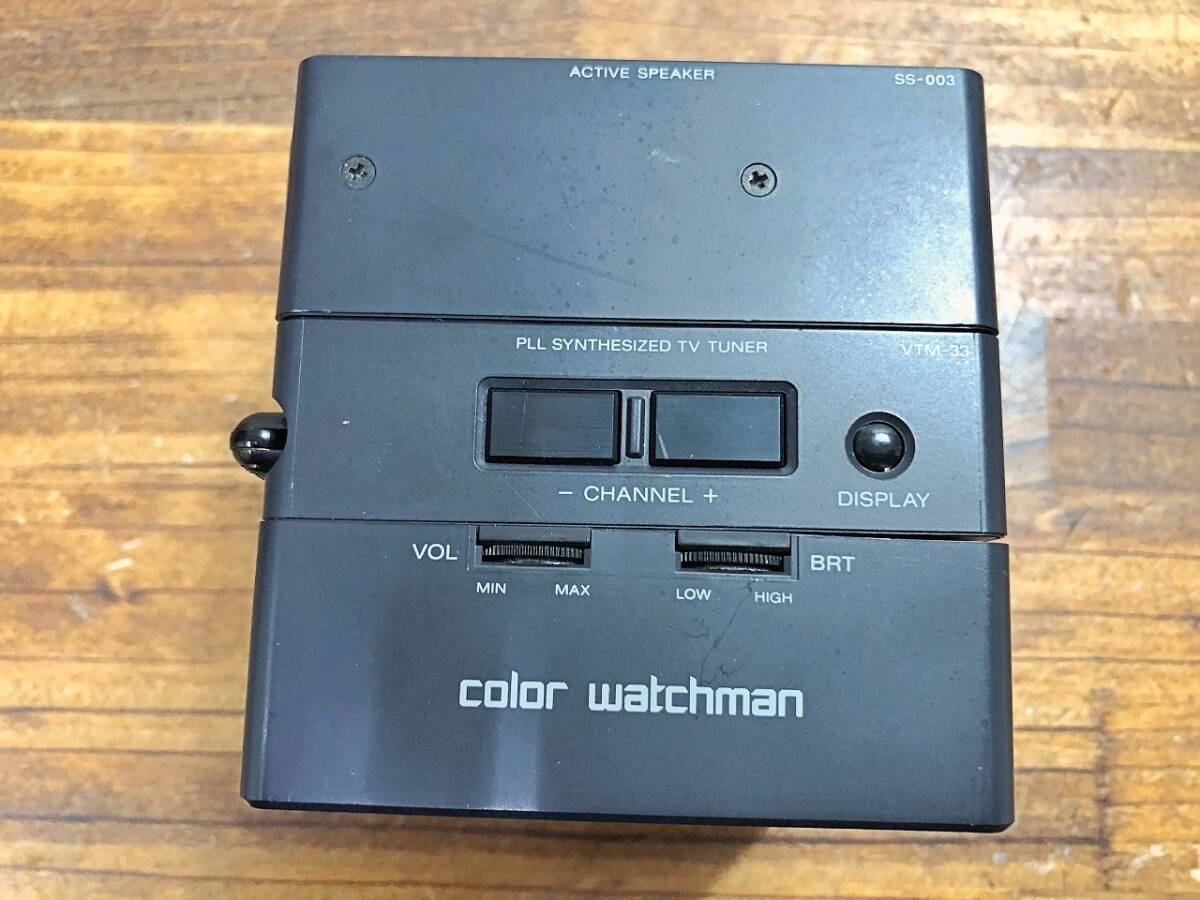 ACTIVE SPEAKER SS-003
PLL SYNTHESIZED TV TUNER VTM-33
- CHANNEL +
DISPLAY
VOL
MIN MAX
BRT
LOW HIGH
color watchman